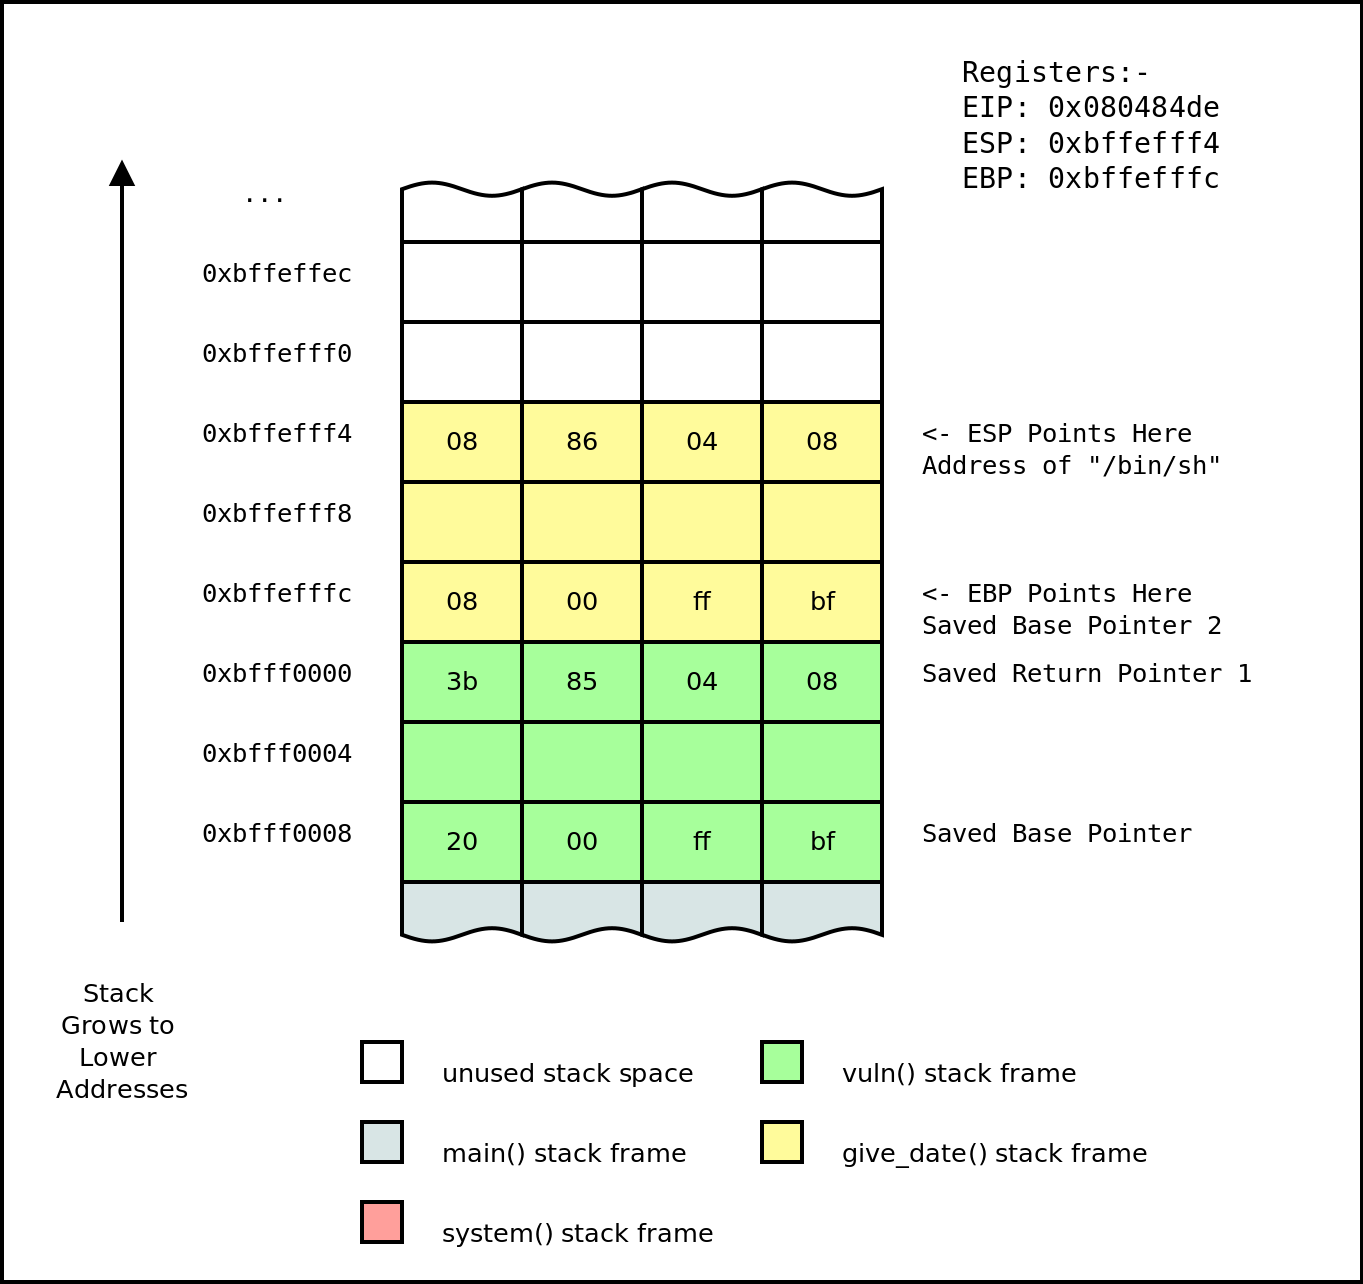 Registers:-
EIP: 0x080484de
ESP: 0xbffefff4
EBP: 0xbffefffc
...
0xbffeffec
0xbffefff0
0xbffefff4 08 86 04 08 <- ESP Points Here
Address of "/bin/sh"
0xbffefff8
0xbffefffc 08 00 ff bf <- EBP Points Here
Saved Base Pointer 2
0xbfff0000 3b 85 04 08 Saved Return Pointer 1
0xbfff0004
0xbfff0008 20 00 ff bf Saved Base Pointer
Stack
Grows to
Lower
Addresses
unused stack space
vuln() stack frame
main() stack frame
give_date() stack frame
system() stack frame